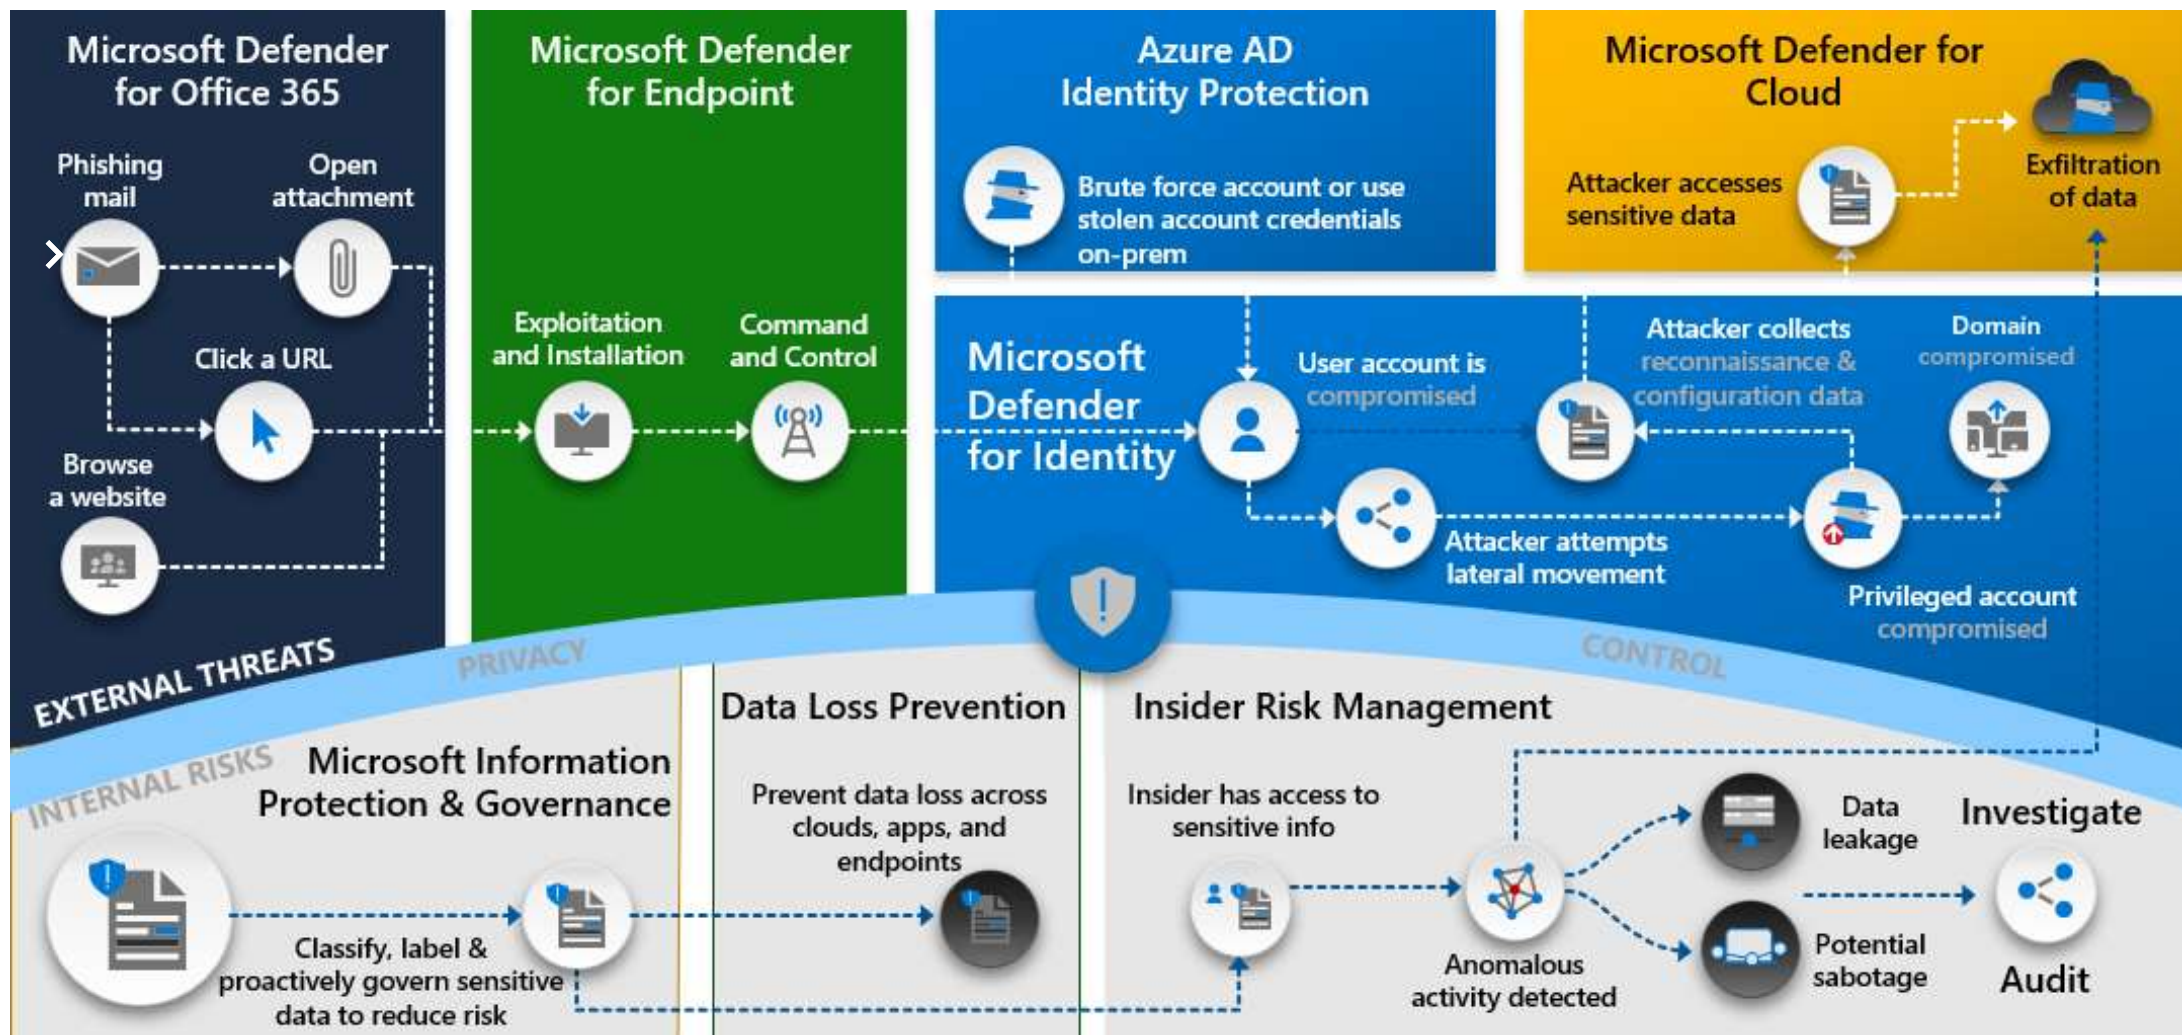 Microsoft Defender
for Office 365
Phishing
mail
Open
attachment
Click a URL
Browse
a website
EXTERNAL THREATS
Microsoft Defender
for Endpoint
Exploitation
and Installation
Command
and Control
Azure AD
Identity Protection
Brute force account or use
stolen account credentials
on-prem
Microsoft Defender for
Cloud
Attacker accesses
sensitive data
Exfiltration
of data
Microsoft
Defender
for Identity
User account is
compromised
Attacker collects
reconnaissance &
configuration data
Domain
compromised
Attacker attempts
lateral movement
Privileged account
compromised
PRIVACY
CONTROL
INTERNAL RISKS
Microsoft Information
Protection & Governance
Classify, label &
proactively govern sensitive
data to reduce risk
Data Loss Prevention
Prevent data loss across
clouds, apps, and
endpoints
Insider Risk Management
Insider has access to
sensitive info
Anomalous
activity detected
Data
leakage
Potential
sabotage
Investigate
Audit